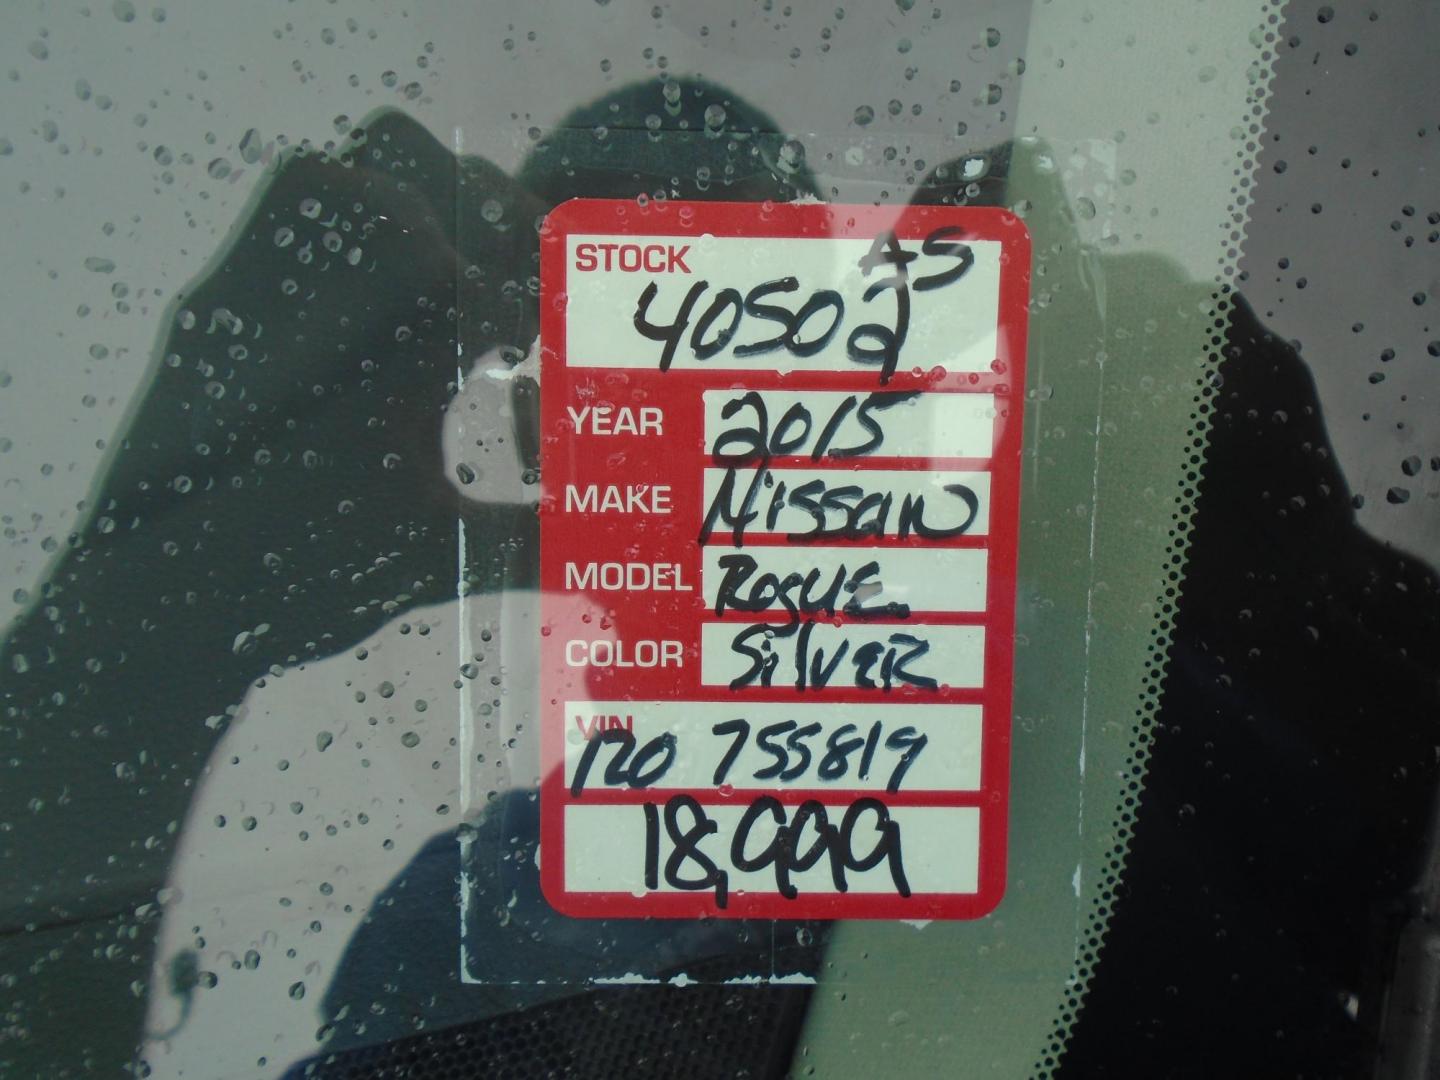 STOCK AS
40502
YEAR 2015
MAKE Nissan
MODEL Rogue
COLOR Silver
VIN
120 755819
18,999